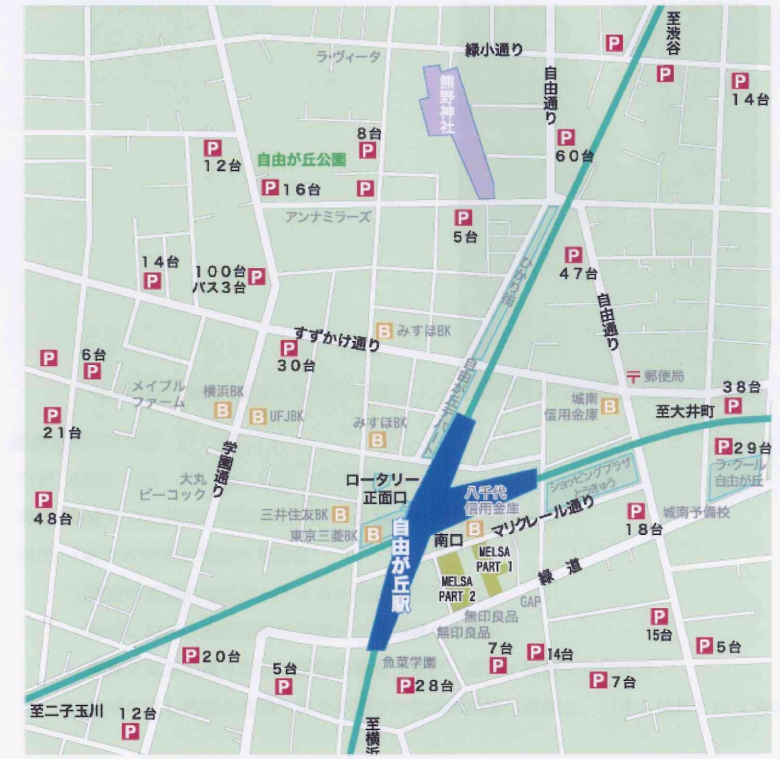 至渋谷
緑小通り
ラ・ヴィータ
自由通り
熊野神社
P
P
P
14台
P
60台
8台
P
P
12台
自由が丘公園
P 16台
P
アンナミラーズ
P
5台
P
47台
14台
P
100台
バス3台
P
ひかり街
自由通り
すずかけ通り
B みずほBK
P
30台
P
6台
P
メイプル
ファーム
横浜BK
B
B UFJBK
みずほBK
B
〒 郵便局
城南
信用金庫
B
38台
P
至大井町
P
21台
学園通り
大丸
ピーコック
ロータリー
正面口
八千代
信用金庫
B
ショッピングプラザ
とうきゅう
P 29台
ラ・クール
自由が丘
P
48台
三井住友BK B
東京三菱BK B
自由が丘駅
南口
マリクレール通り
P
18台
城南予備校
MELSA
PART 1
MELSA
PART 2
緑道
GAP
無印良品
無印良品
P
15台
P 5台
P 20台
5台
P
魚菜学園
P 28台
7台
P
P 14台
P 7台
至二子玉川
12台
P
至横浜